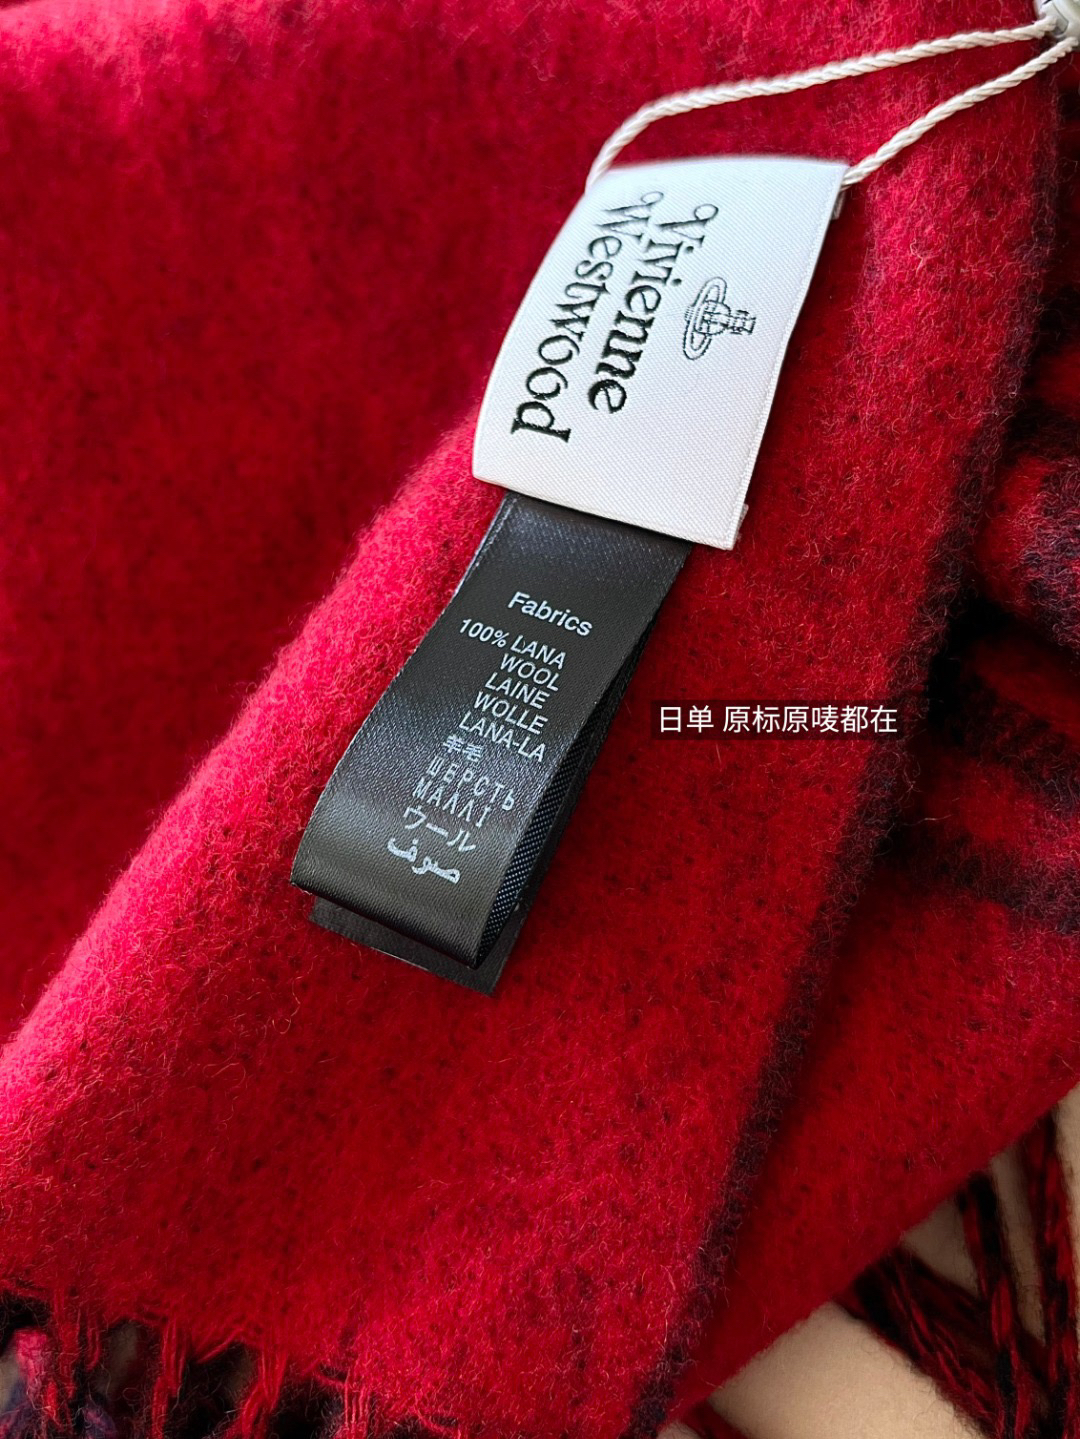 Vivienne
Westwood
Fabrics
100% LANA
WOOL
LAINE
WOLLE
LANA-LA
羊毛
ШЕРСТЬ
ΜΑΛΛΙ
ウール
صوف
日单 原标原唛都在